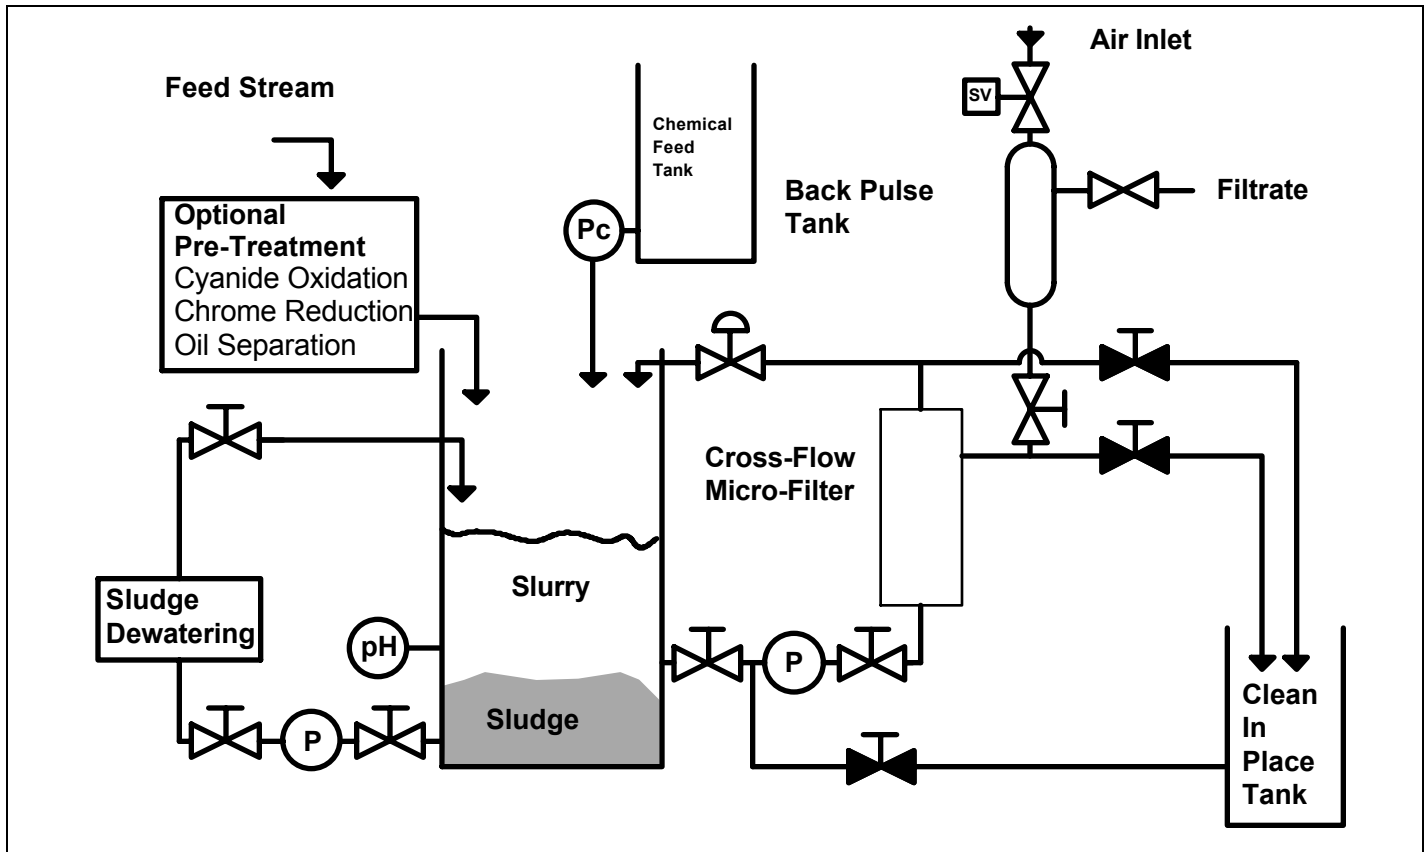 Air Inlet
Feed Stream
SV
Chemical
Feed
Tank
Back Pulse
Tank
Filtrate
Optional
Pre-Treatment
Cyanide Oxidation
Chrome Reduction
Oil Separation
Pc
Cross-Flow
Micro-Filter
Slurry
Sludge
Dewatering
pH
P
Sludge
P
Clean
In
Place
Tank